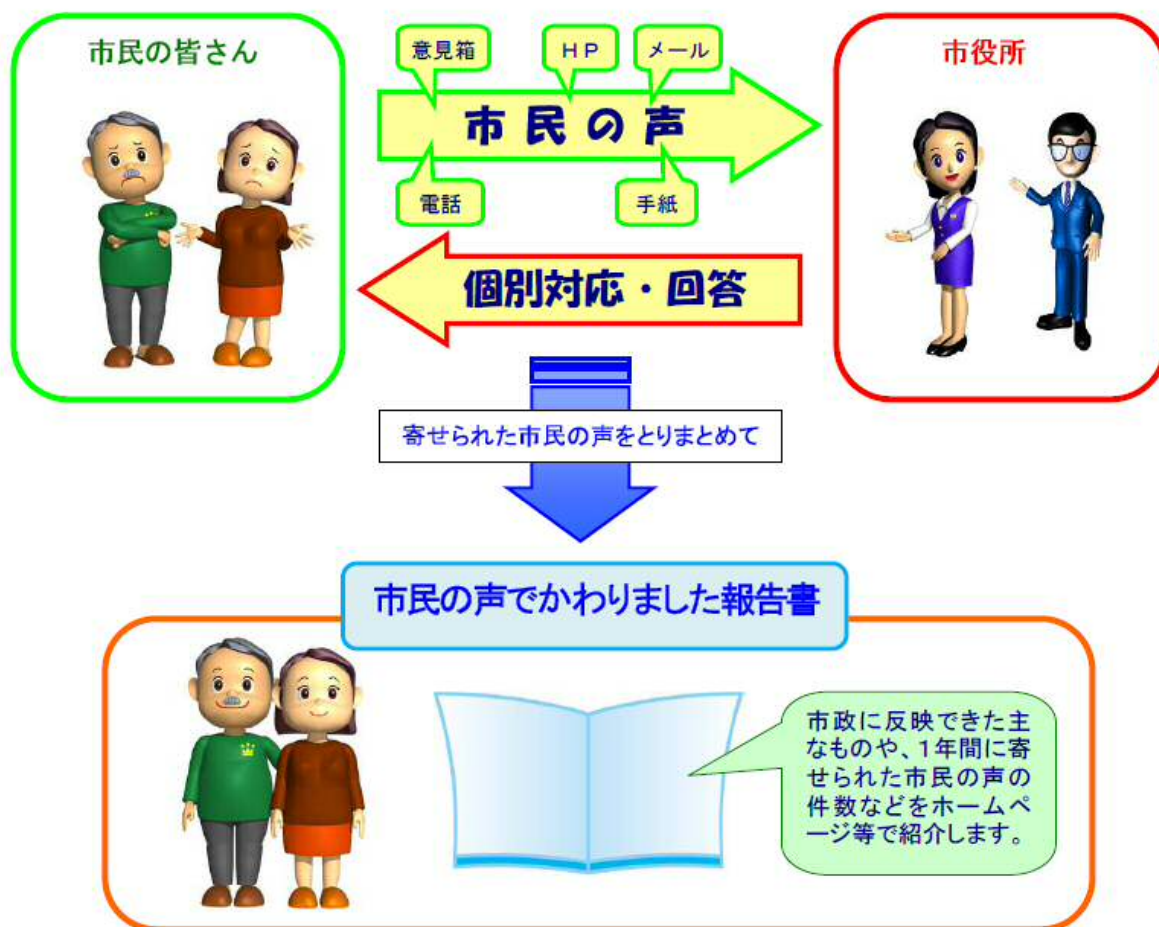 市民の皆さん
意見箱
ＨＰ
メール
市役所
市民の声
電話
手紙
個別対応・回答
寄せられた市民の声をとりまとめて
市民の声でかわりました報告書
市政に反映できた主
なものや、１年間に寄
せられた市民の声の
件数などをホームペ
ージ等で紹介します。